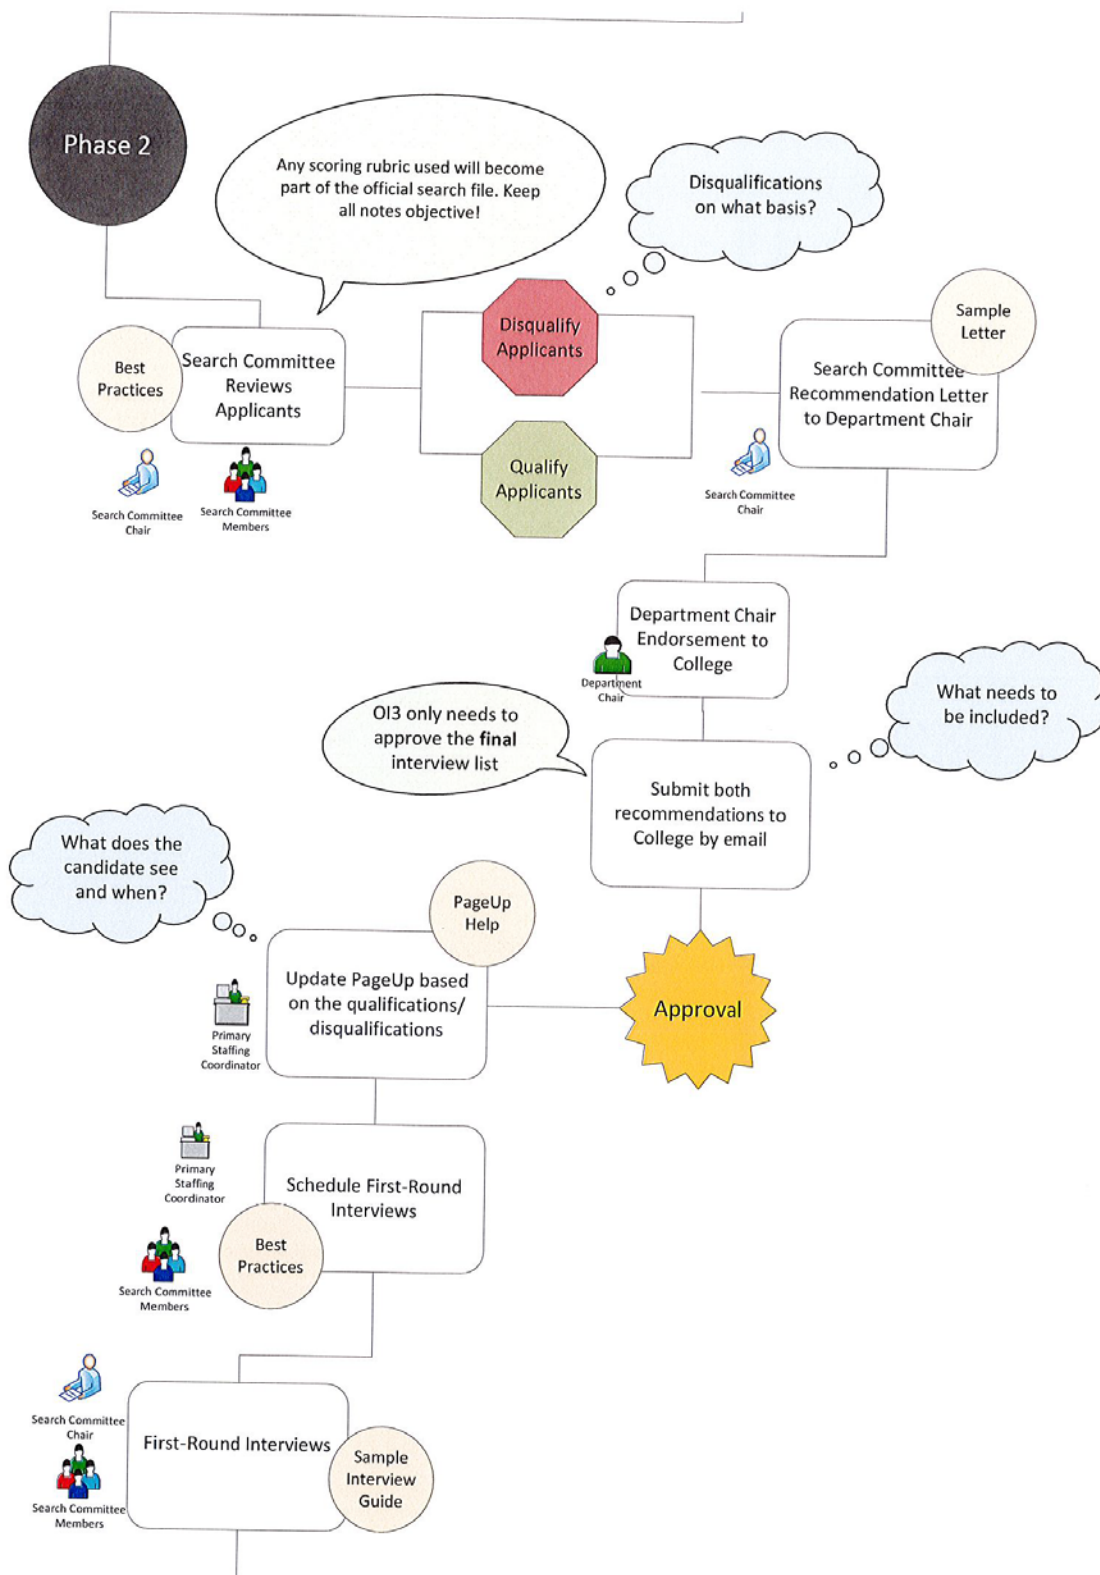 Phase 2
Any scoring rubric used will become
part of the official search file. Keep
all notes objective!
Disqualifications
on what basis?
Best
Practices
Search Committee
Reviews
Applicants
Search Committee
Chair
Search Committee
Members
Disqualify
Applicants
Qualify
Applicants
Sample
Letter
Search Committee
Recommendation Letter
to Department Chair
Search Committee
Chair
Department Chair
Endorsement to
College
Department
Chair
OI3 only needs to
approve the final
interview list
What needs to
be included?
Submit both
recommendations to
College by email
What does the
candidate see
and when?
PageUp
Help
Update PageUp based
on the qualifications/
disqualifications
Primary
Staffing
Coordinator
Approval
Primary
Staffing
Coordinator
Schedule First-Round
Interviews
Best
Practices
Search Committee
Members
Search Committee
Chair
First-Round Interviews
Sample
Interview
Guide
Search Committee
Members